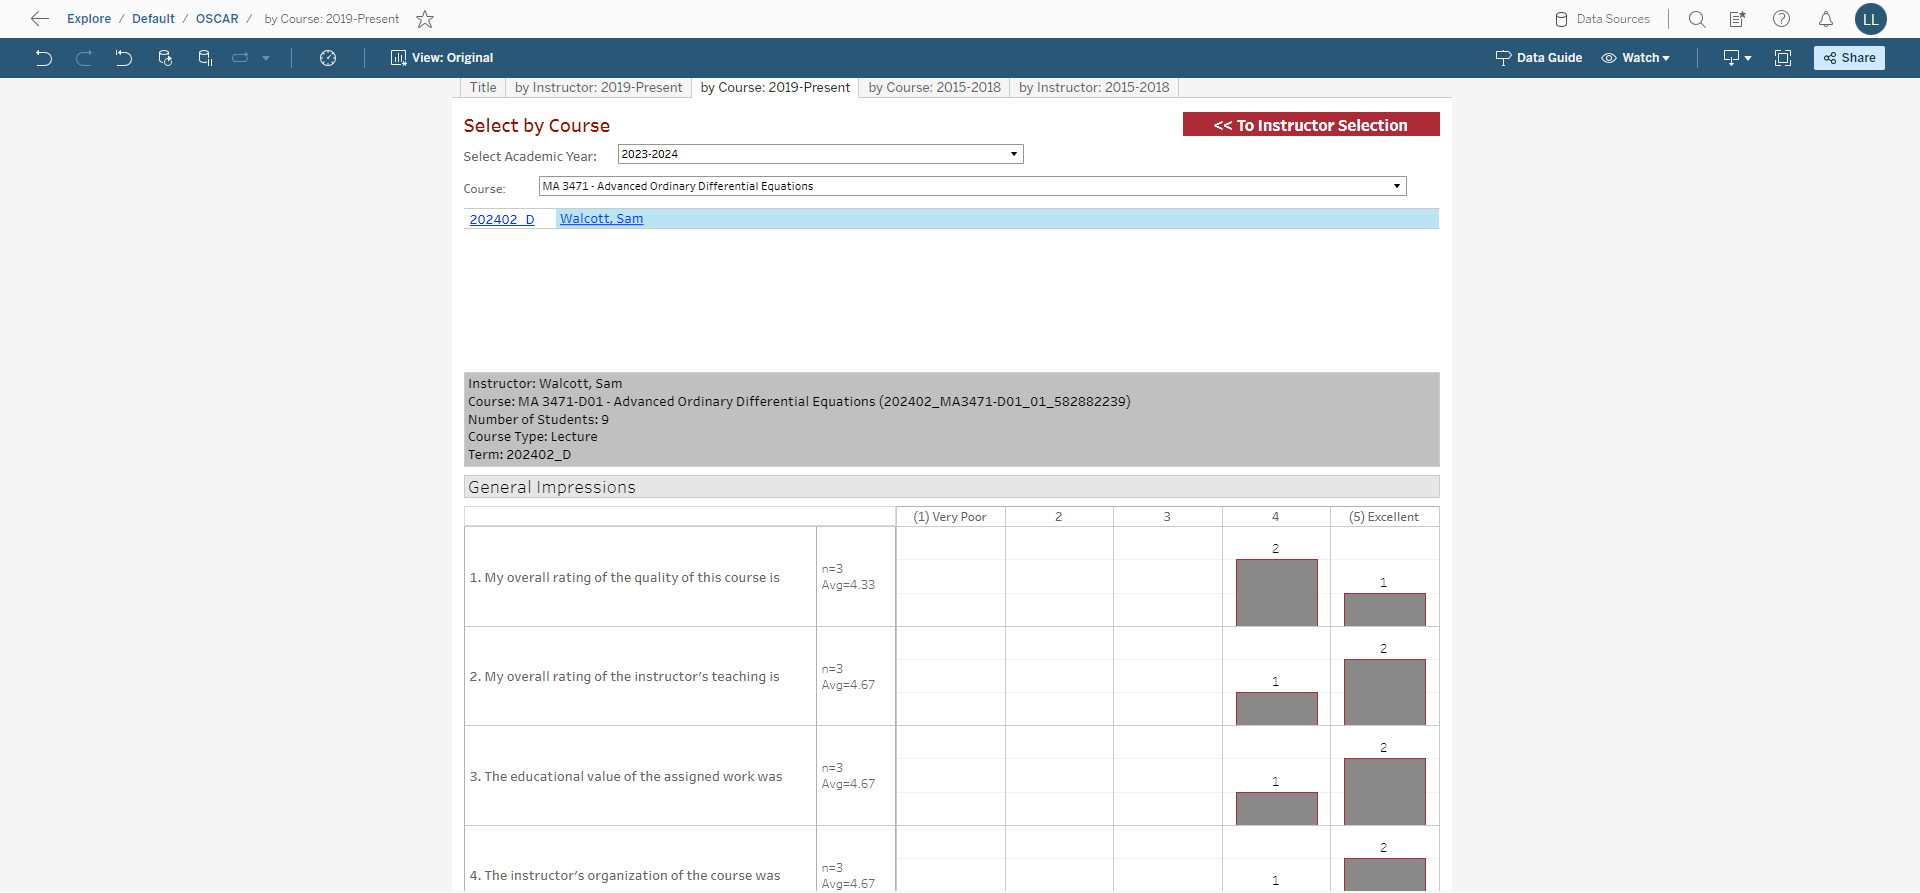 Explore / Default / OSCAR / by Course: 2019-Present
Data Sources
LL
View: Original
Data Guide
Watch
Share
Title
by Instructor: 2019-Present
by Course: 2019-Present
by Course: 2015-2018
by Instructor: 2015-2018
Select by Course
<< To Instructor Selection
Select Academic Year:
2023-2024
Course:
MA 3471 - Advanced Ordinary Differential Equations
202402_D
Walcott, Sam
Instructor: Walcott, Sam
Course: MA 3471-D01 - Advanced Ordinary Differential Equations (202402_MA3471-D01_01_582882239)
Number of Students: 9
Course Type: Lecture
Term: 202402_D
General Impressions
(1) Very Poor
2
3
4
(5) Excellent
1. My overall rating of the quality of this course is
n=3
Avg=4.33
2
1
2. My overall rating of the instructor's teaching is
n=3
Avg=4.67
1
2
3. The educational value of the assigned work was
n=3
Avg=4.67
1
2
4. The instructor's organization of the course was
n=3
Avg=4.67
1
2